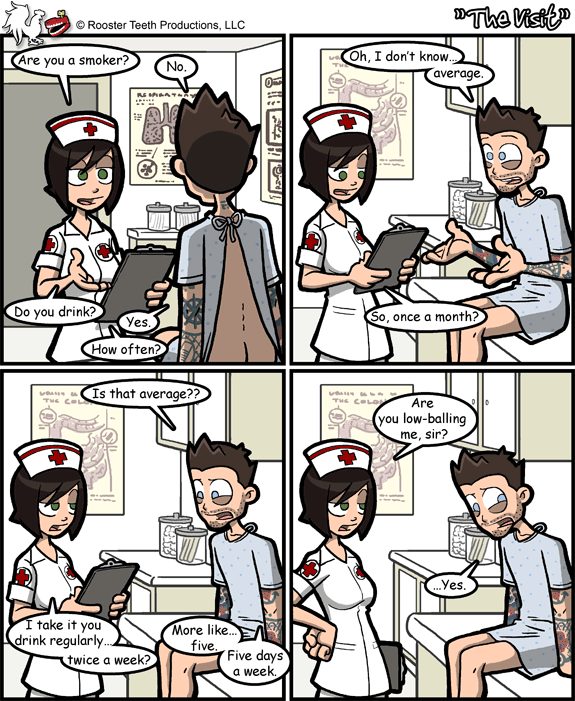 © Rooster Teeth Productions, LLC
"The Visit"
Are you a smoker?
No.
RESPIRATORY
Do you drink?
Yes.
How often?
Oh, I don't know...
average.
So, once a month?
Is that average??
THE COLON
I take it you
drink regularly...
twice a week?
More like...
five.
Five days
a week.
Are
you low-balling
me, sir?
...Yes.